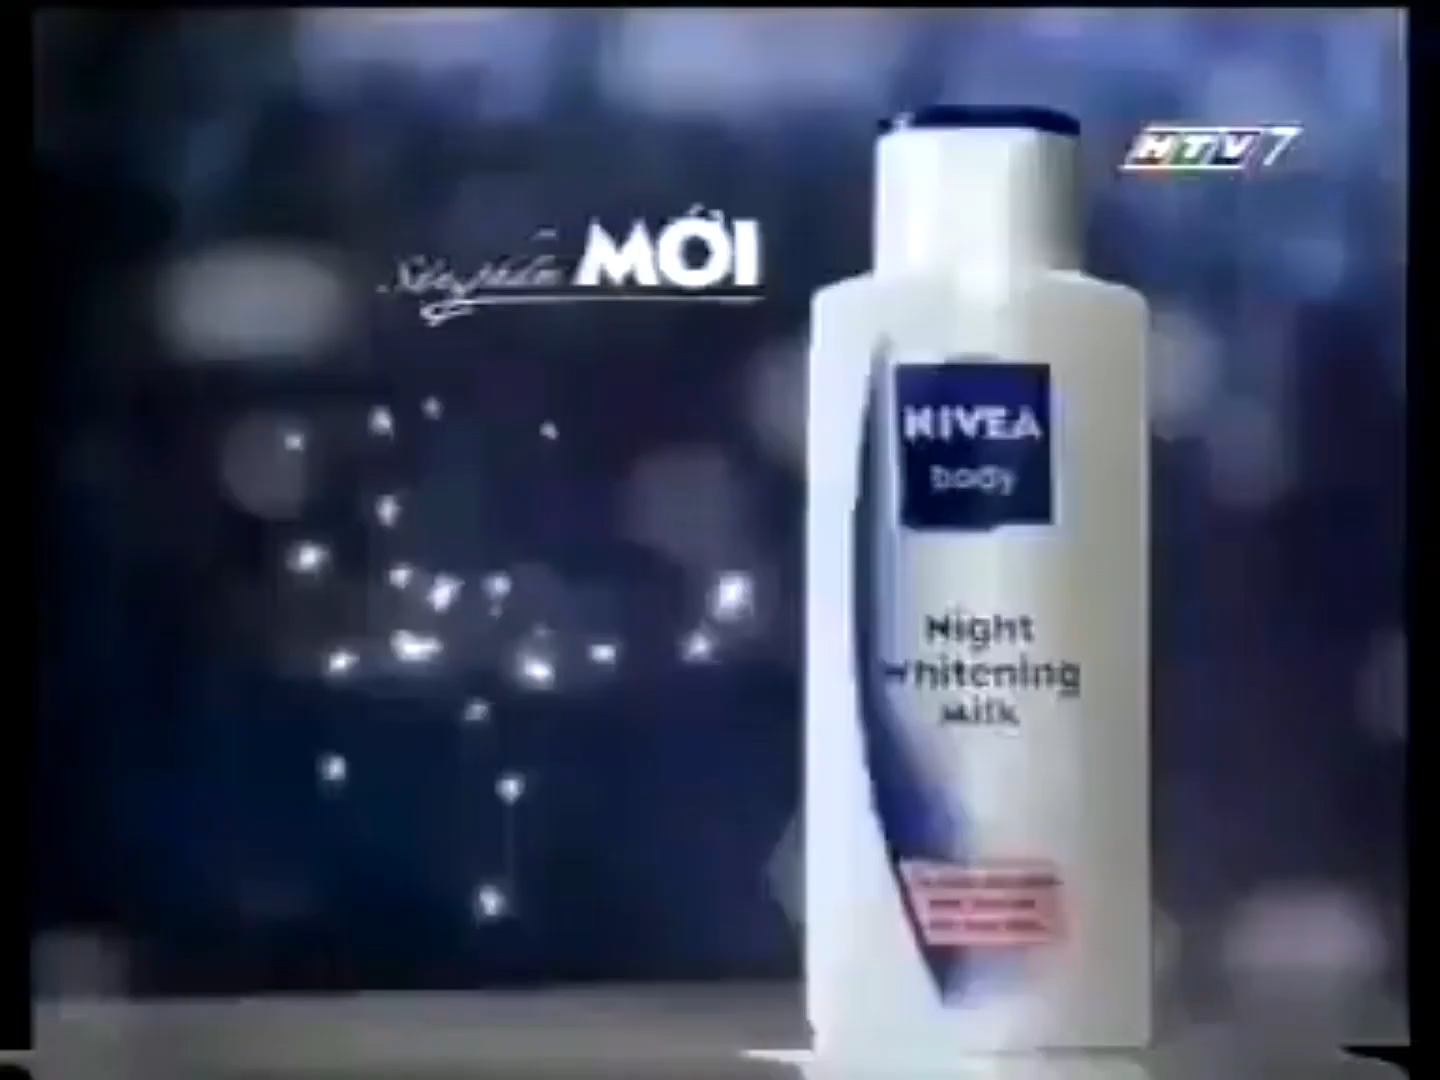 HTV7
Sản phẩm MỚI
NIVEA
body
Night
Whitening
Milk